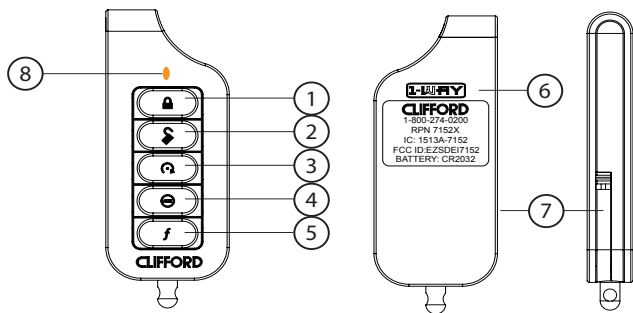 8
1
2
3
4
5
f
CLIFFORD
1-WAY
CLIFFORD
1-800-274-0200
RPN 7152X
IC: 1513A-7152
FCC ID:EZSDEI7152
BATTERY: CR2032
6
7